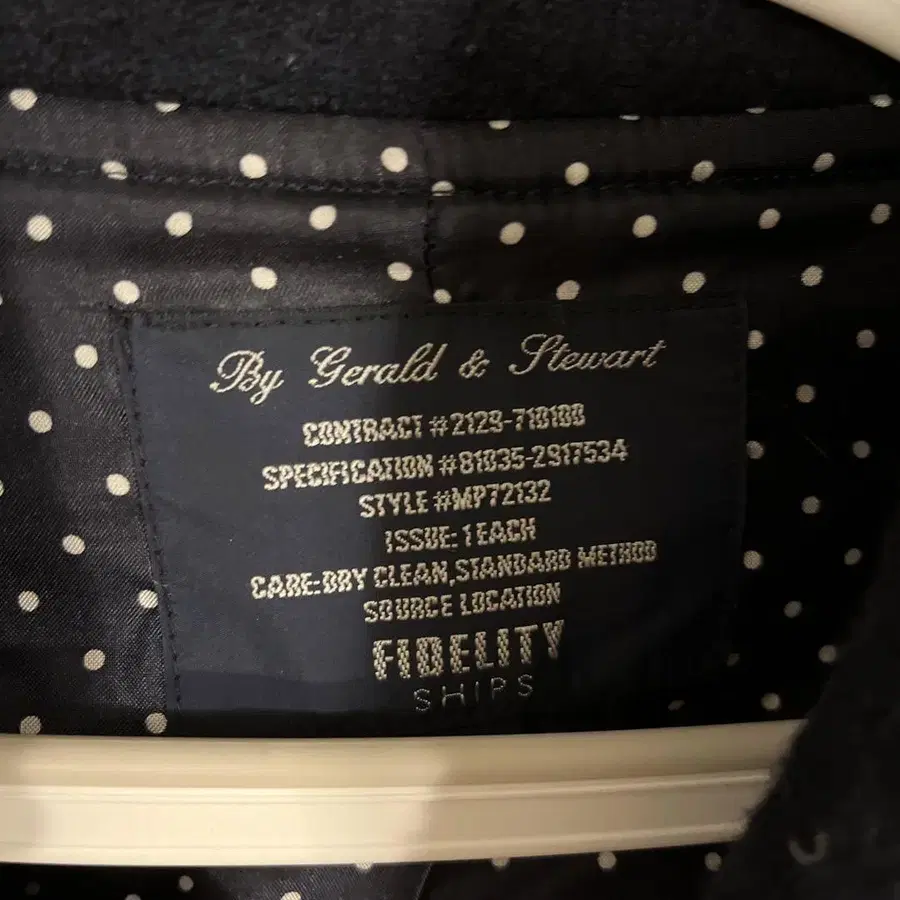 By Gerald & Stewart
CONTRACT #2129-710100
SPECIFICATION #81035-2917534
STYLE #MP72132
ISSUE: 1 EACH
CARE:DRY CLEAN,STANDARD METHOD
SOURCE LOCATION
FIDELITY
SHIPS